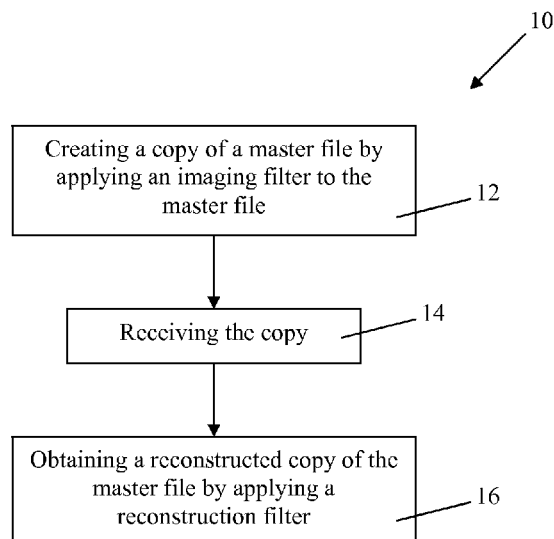 10
Creating a copy of a master file by
applying an imaging filter to the
master file
12
Receiving the copy
14
Obtaining a reconstructed copy of the
master file by applying a
reconstruction filter
16